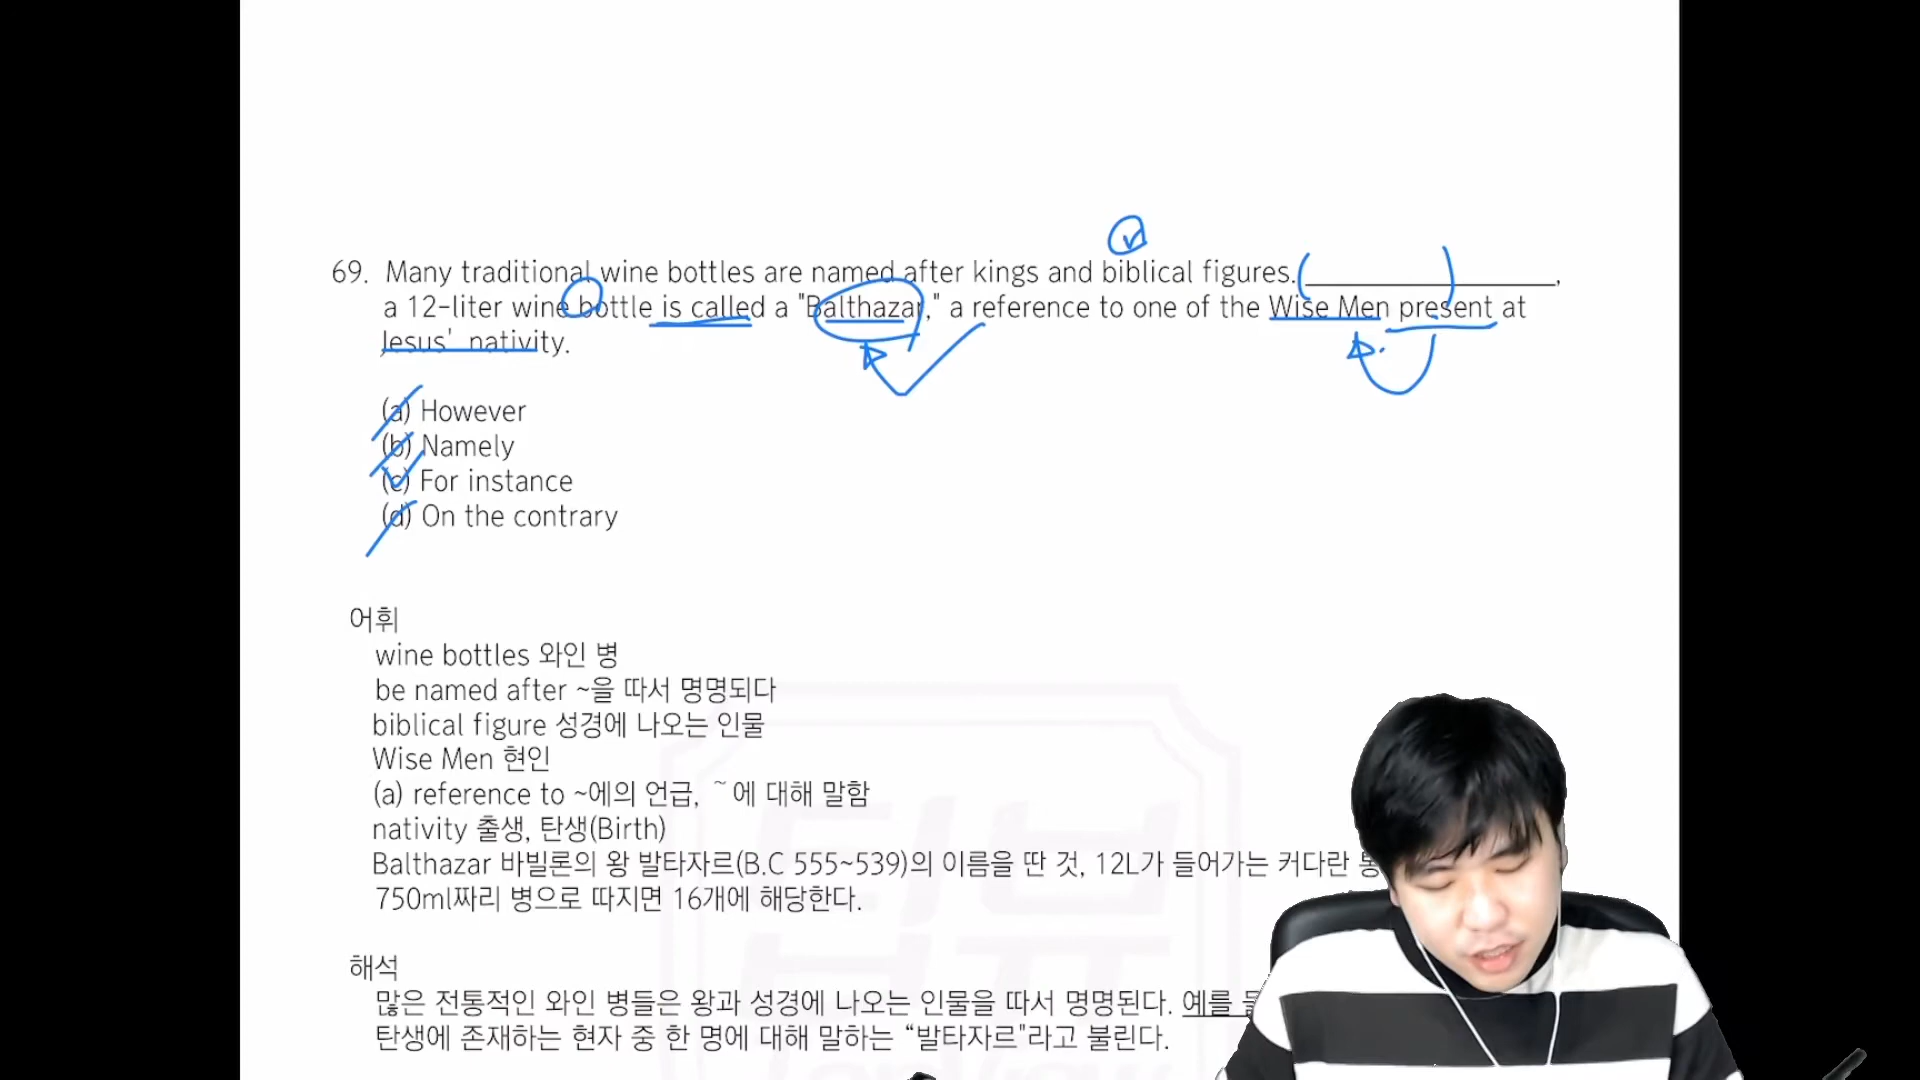 69. Many traditional wine bottles are named after kings and biblical figures. ( ) ,
a 12-liter wine bottle is called a "Balthazar," a reference to one of the Wise Men present at
Jesus' nativity.
(a) However
(b) Namely
(c) For instance
(d) On the contrary
어휘
wine bottles 와인 병
be named after ~을 따서 명명되다
biblical figure 성경에 나오는 인물
Wise Men 현인
(a) reference to ~에의 언급, ~에 대해 말함
nativity 출생, 탄생(Birth)
Balthazar 바빌론의 왕 발타자르(B.C 555~539)의 이름을 딴 것, 12L가 들어가는 커다란
750ml짜리 병으로 따지면 16개에 해당한다.
해석
많은 전통적인 와인 병들은 왕과 성경에 나오는 인물을 따서 명명된다. 예를
탄생에 존재하는 현자 중 한 명에 대해 말하는 “발타자르"라고 불린다.